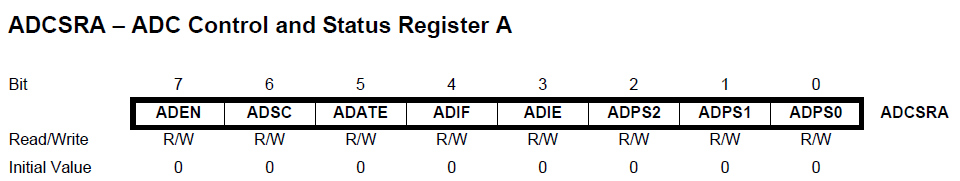 ADCSRA – ADC Control and Status Register A
Bit 7 6 5 4 3 2 1 0
ADEN ADSC ADATE ADIF ADIE ADPS2 ADPS1 ADPS0 ADCSRA
Read/Write R/W R/W R/W R/W R/W R/W R/W R/W
Initial Value 0 0 0 0 0 0 0 0